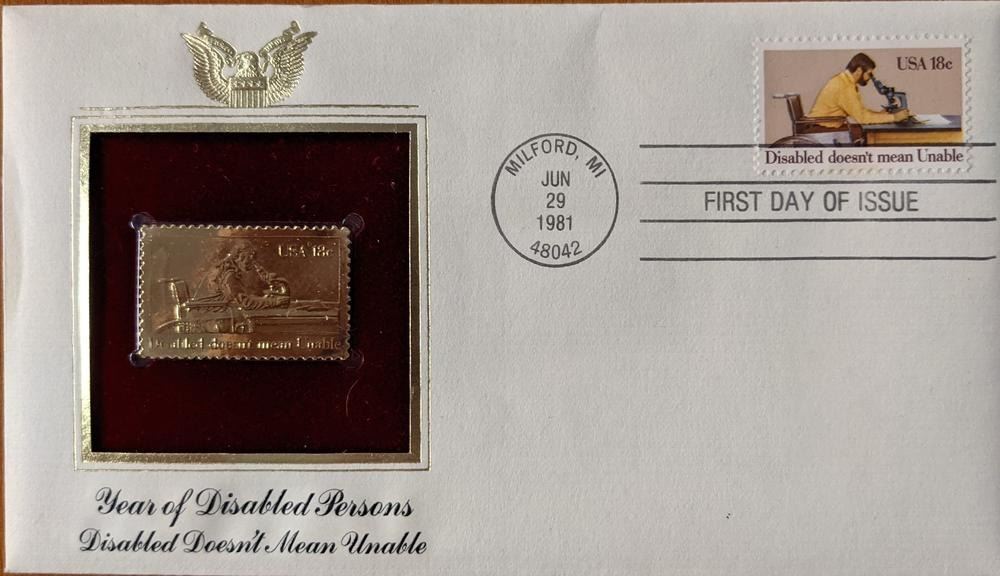 USA 18c
Disabled doesn't mean Unable
MILFORD, MI
JUN
29
1981
48042
FIRST DAY OF ISSUE
USA 18c
Disabled doesn't mean Unable
Year of Disabled Persons
Disabled Doesn't Mean Unable